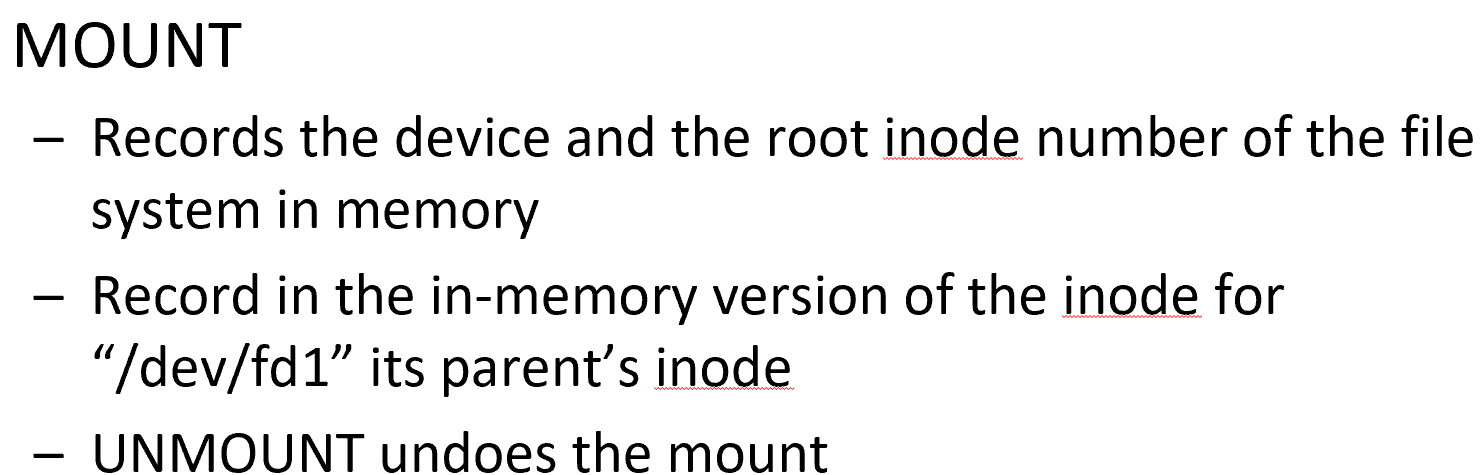 MOUNT
– Records the device and the root inode number of the file
system in memory
– Record in the in-memory version of the inode for
“/dev/fd1” its parent’s inode
– UNMOUNT undoes the mount